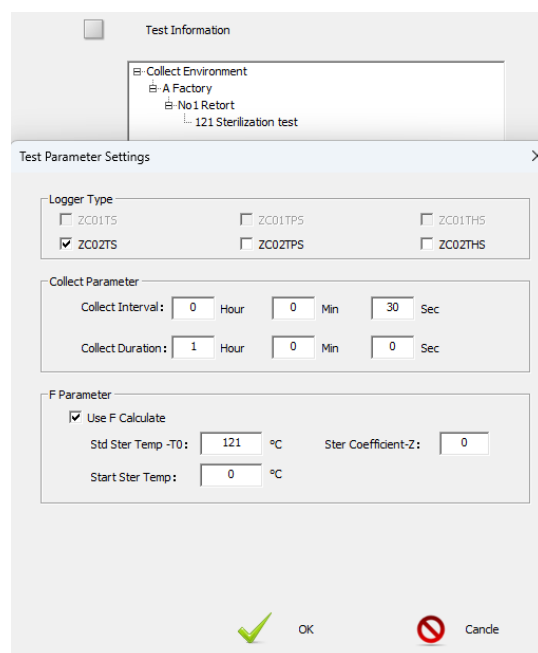 Test Information
Collect Environment
A Factory
No1 Retort
121 Sterilization test
Test Parameter Settings
Logger Type
ZC01TS ZC01TPS ZC01THS
ZC02TS ZC02TPS ZC02THS
Collect Parameter
Collect Interval: 0 Hour 0 Min 30 Sec
Collect Duration: 1 Hour 0 Min 0 Sec
F Parameter
Use F Calculate
Std Ster Temp -T0: 121 ºC Ster Coefficient-Z: 0
Start Ster Temp: 0 ºC
OK Cancle